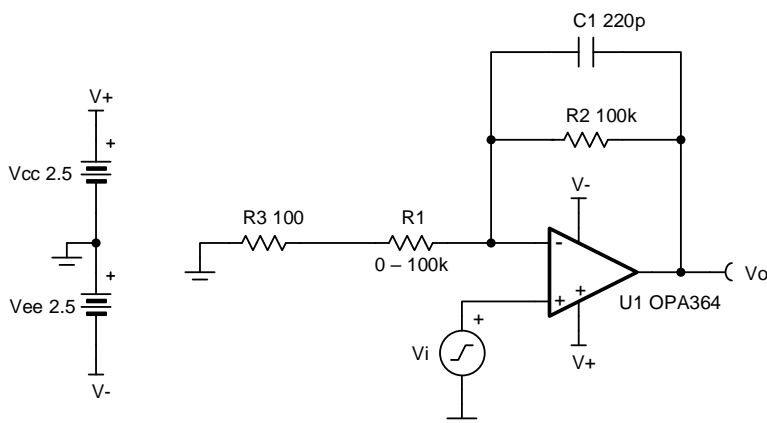 C1 220p
V+
+
R2 100k
Vcc 2.5
V-
R3 100
R1
-
Vo
0 – 100k
+
+
+
U1 OPA364
Vee 2.5
+
Vi
V+
V-